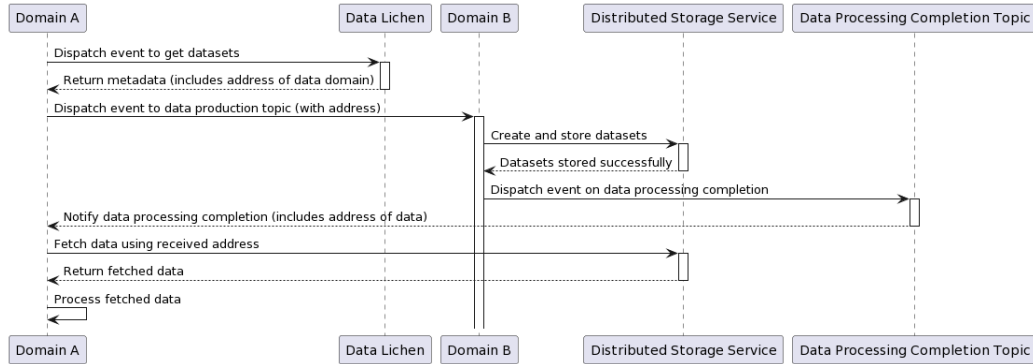 Domain A
Data Lichen
Domain B
Distributed Storage Service
Data Processing Completion Topic
Dispatch event to get datasets
Return metadata (includes address of data domain)
Dispatch event to data production topic (with address)
Create and store datasets
Datasets stored successfully
Dispatch event on data processing completion
Notify data processing completion (includes address of data)
Fetch data using received address
Return fetched data
Process fetched data
Domain A
Data Lichen
Domain B
Distributed Storage Service
Data Processing Completion Topic